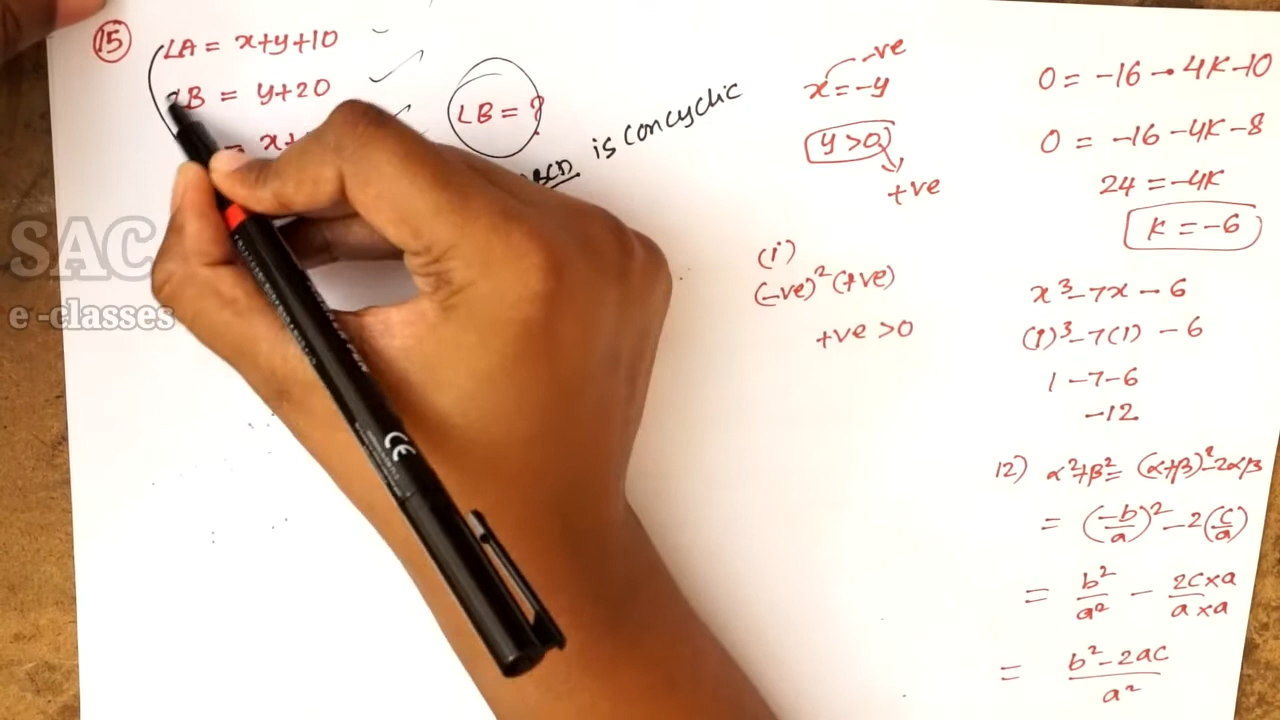 15
∠A = x+y+10
∠B = y+20
= x+
∠B = ?
ABCD is concyclic
SAC
e -classes
-ve
x = -y
y >0
+ve
(i)
(-ve)² (+ve)
+ve >0
0 = -16 - 4K -10
0 = -16 -4K -8
24 = -4K
K = -6
x³ -7x -6
(1)³ -7(1) - 6
1 -7-6
-12
12) α²+β² = (α+β)² -2αβ
= (-b/a)² -2(c/a)
= b²/a² - 2c×a/a×a
= b²-2ac/a²